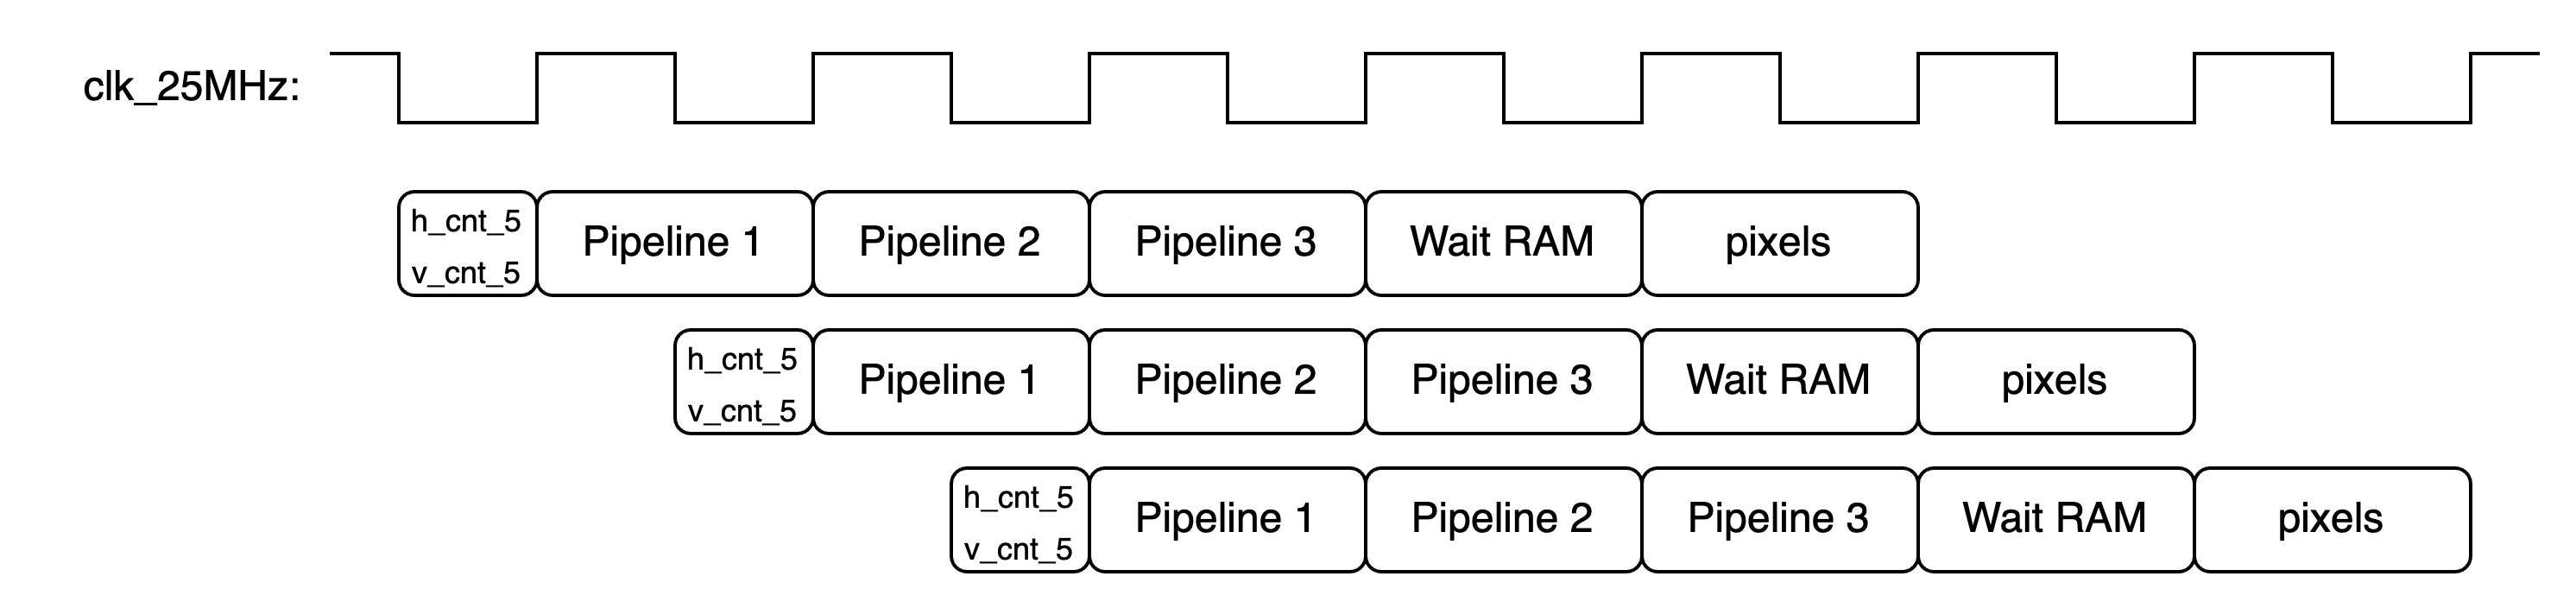 clk_25MHz:
h_cnt_5
v_cnt_5
Pipeline 1
Pipeline 2
Pipeline 3
Wait RAM
pixels
h_cnt_5
v_cnt_5
Pipeline 1
Pipeline 2
Pipeline 3
Wait RAM
pixels
h_cnt_5
v_cnt_5
Pipeline 1
Pipeline 2
Pipeline 3
Wait RAM
pixels